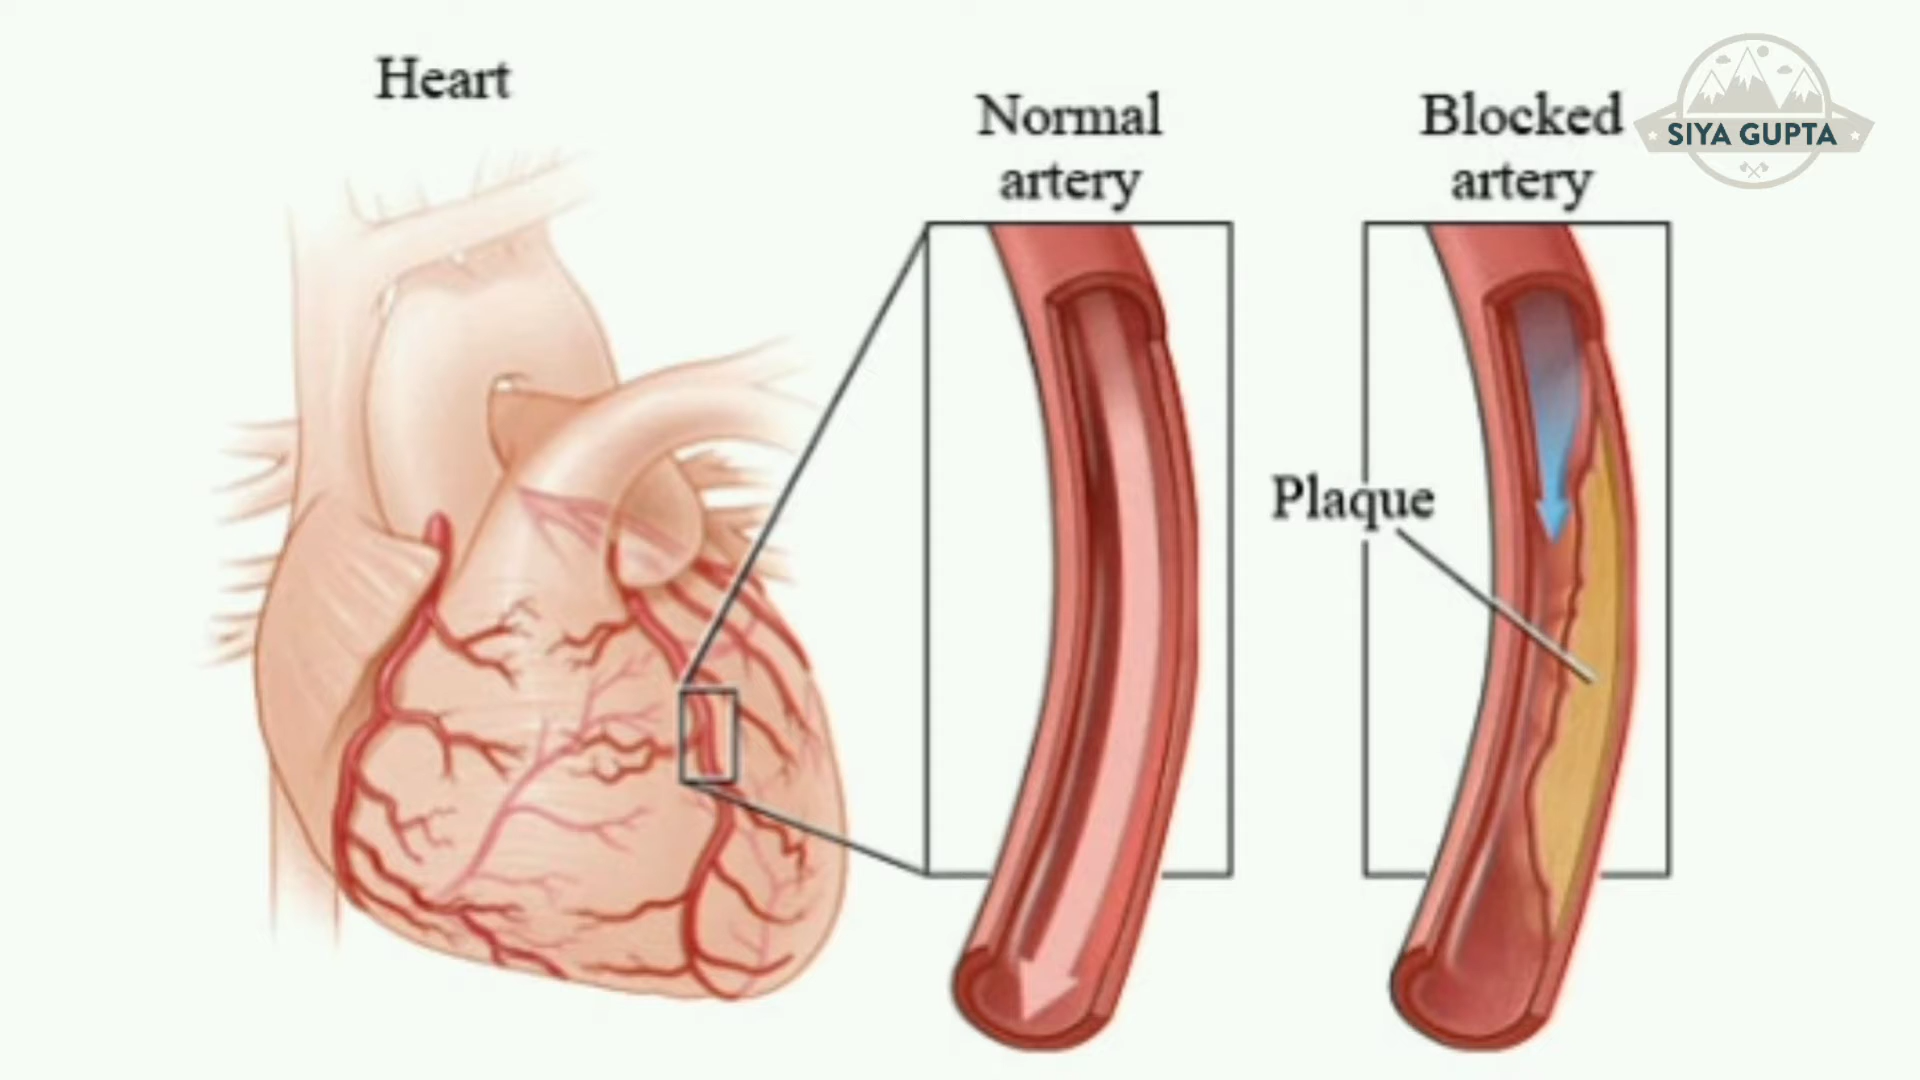 Heart
Normal
artery
Blocked
artery
SIYA GUPTA
Plaque